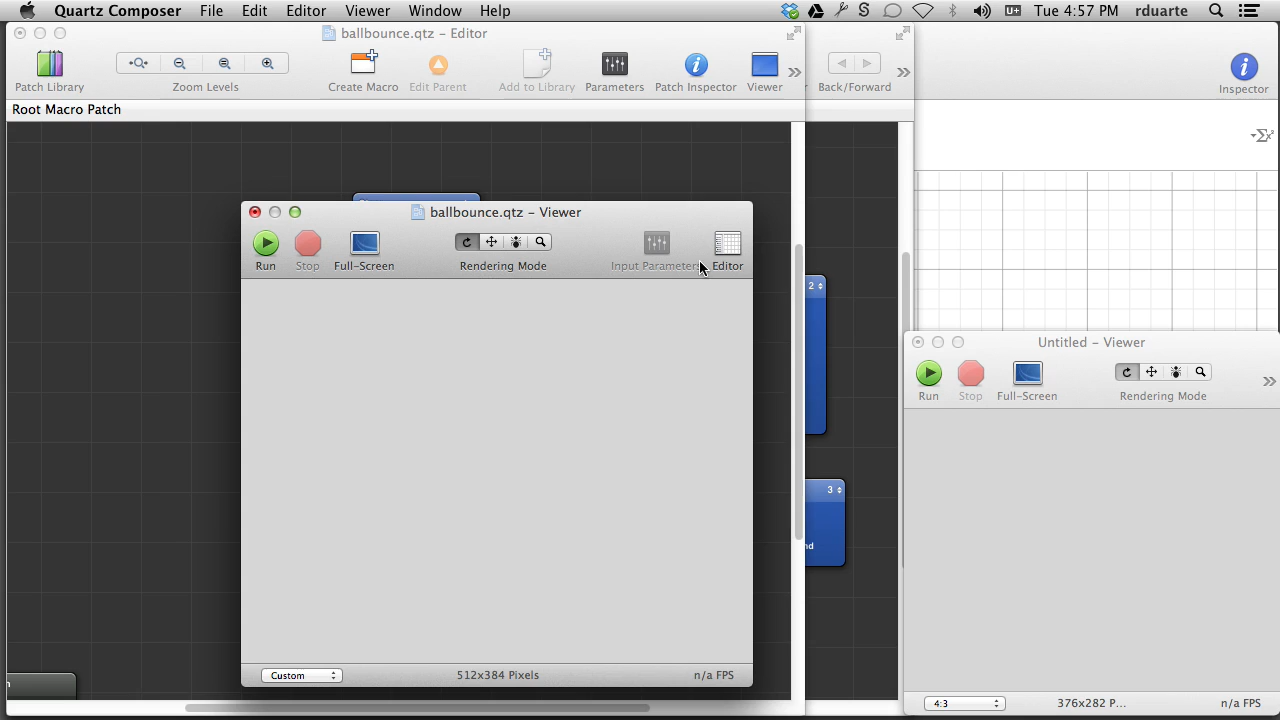 Quartz Composer File Edit Editor Viewer Window Help Tue 4:57 PM rduarte
ballbounce.qtz – Editor
Patch Library Zoom Levels Create Macro Edit Parent Add to Library Parameters Patch Inspector Viewer
Back/Forward
Inspector
Root Macro Patch
ballbounce.qtz – Viewer
Run Stop Full-Screen Rendering Mode Input Parameters Editor
Custom 512x384 Pixels n/a FPS
2
3
nd
n
Untitled – Viewer
Run Stop Full-Screen Rendering Mode
4:3 376x282 P... n/a FPS